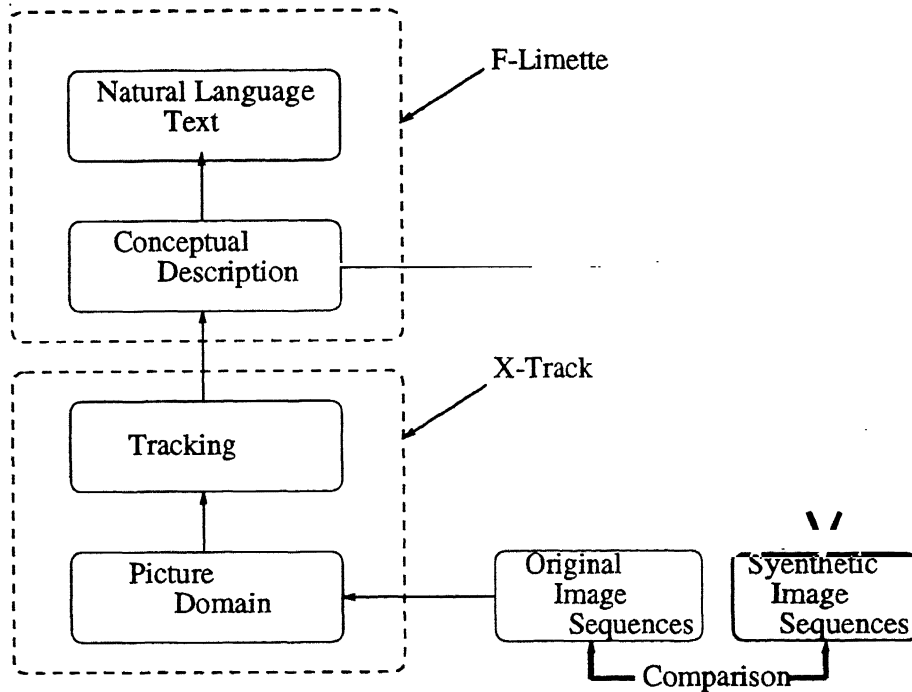 F-Limette
Natural Language
Text
Conceptual
Description
X-Track
Tracking
Picture
Domain
Original
Image
Sequences
Syenthetic
Image
Sequences
Comparison